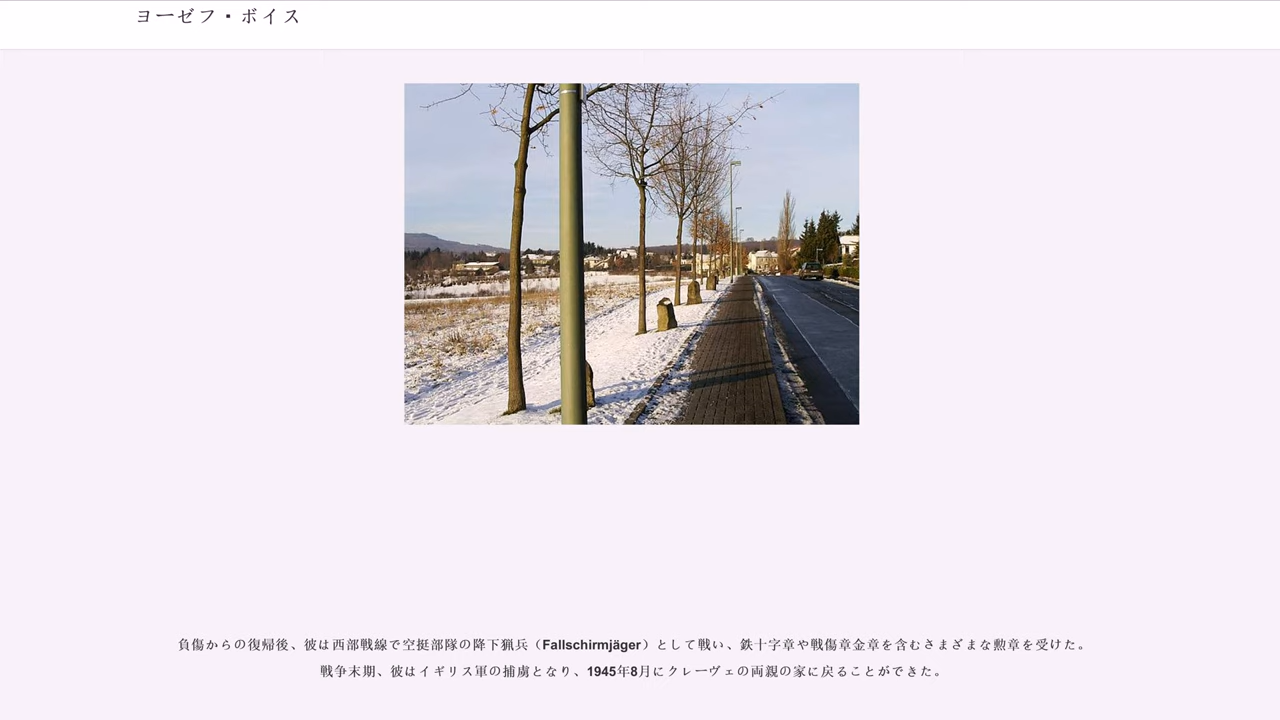 ヨーゼフ・ボイス
負傷からの復帰後、彼は西部戦線で空挺部隊の降下猟兵（Fallschirmjäger）として戦い、鉄十字章や戦傷章金章を含むさまざまな勲章を受けた。
戦争末期、彼はイギリス軍の捕虜となり、1945年8月にクレーヴェの両親の家に戻ることができた。